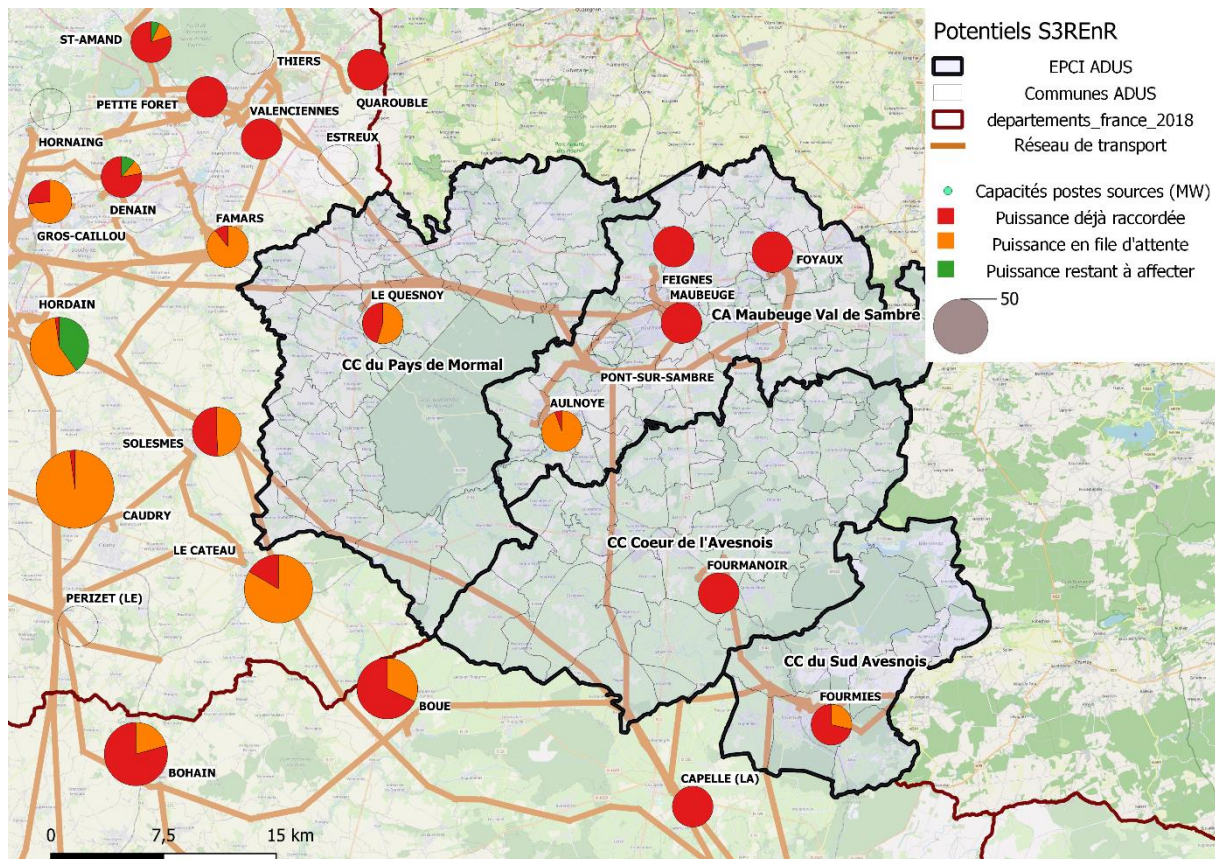 ST-AMAND
THIERS
PETITE FORET
VALENCIENNES
QUAROUBLE
ESTREUX
HORNAING
DENAIN
GROS-CAILLOU
FAMARS
HORDAIN
LE QUESNOY
FEIGNES
FOYAUX
MAUBEUGE
CA Maubeuge Val de Sambre
CC du Pays de Mormal
PONT-SUR-SAMBRE
AULNOYE
SOLESMES
CAUDRY
LE CATEAU
CC Coeur de l'Avesnois
FOURMANOIR
PERIZET (LE)
CC du Sud Avesnois
FOURMIES
BOUE
BOHAIN
CAPELLE (LA)
0 7,5 15 km
Potentiels S3REnR
EPCI ADUS
Communes ADUS
departements_france_2018
Réseau de transport
Capacités postes sources (MW)
Puissance déjà raccordée
Puissance en file d'attente
Puissance restant à affecter
50